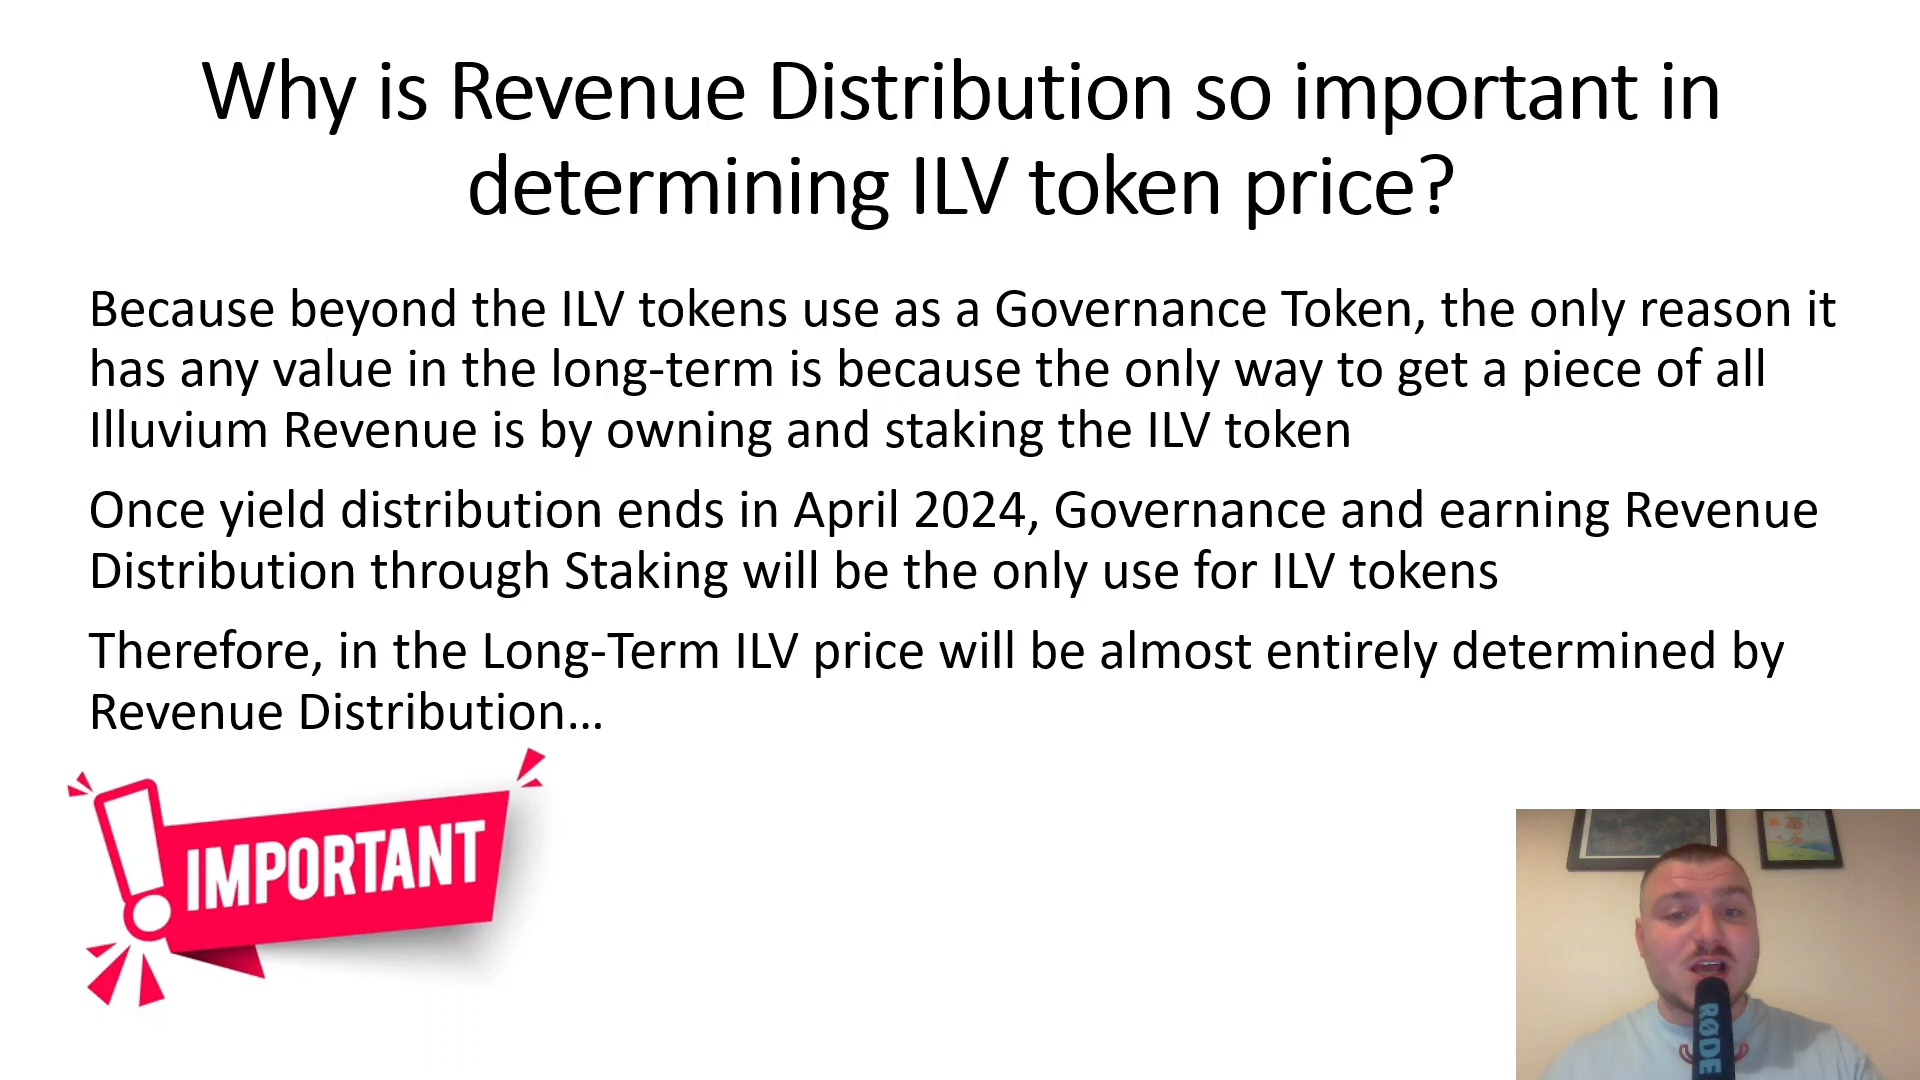 Why is Revenue Distribution so important in
determining ILV token price?
Because beyond the ILV tokens use as a Governance Token, the only reason it
has any value in the long-term is because the only way to get a piece of all
Illuvium Revenue is by owning and staking the ILV token
Once yield distribution ends in April 2024, Governance and earning Revenue
Distribution through Staking will be the only use for ILV tokens
Therefore, in the Long-Term ILV price will be almost entirely determined by
Revenue Distribution...
IMPORTANT
RØDE